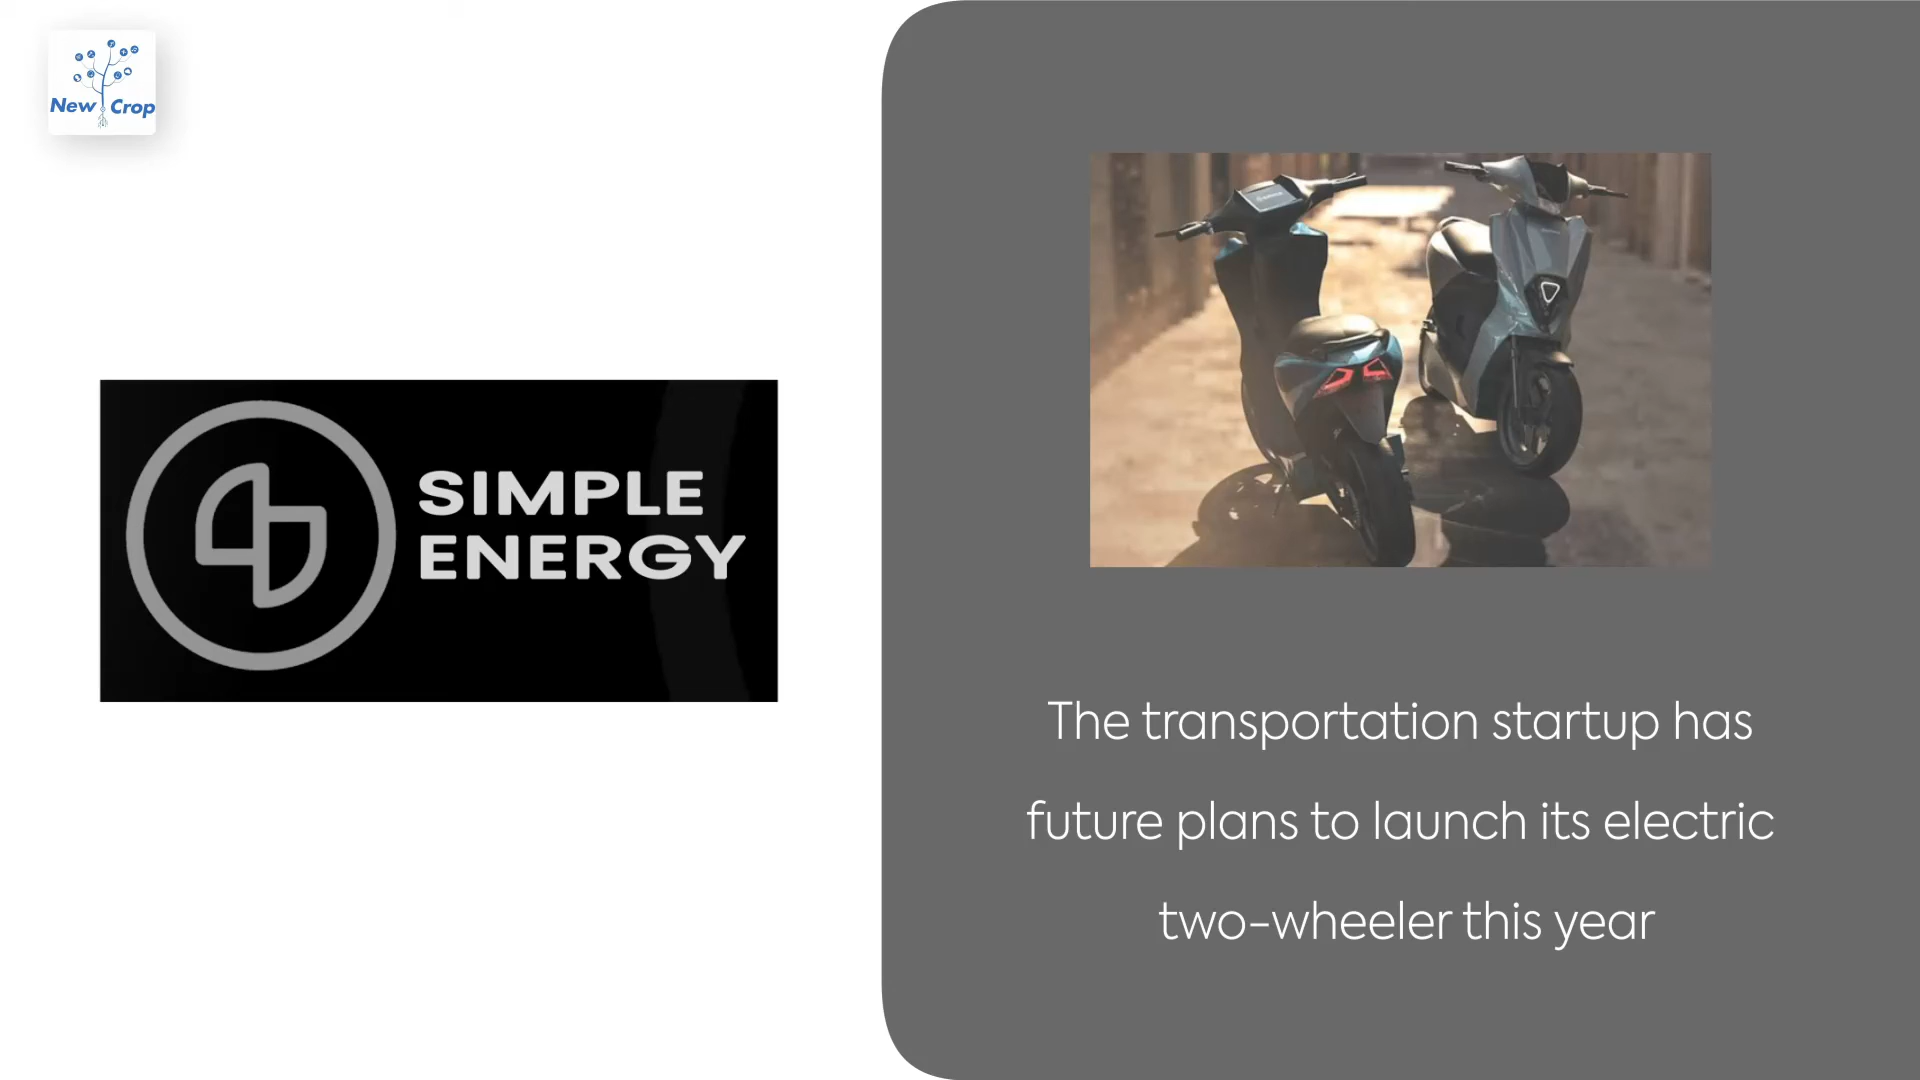 New Crop
SIMPLE
ENERGY
The transportation startup has
future plans to launch its electric
two-wheeler this year